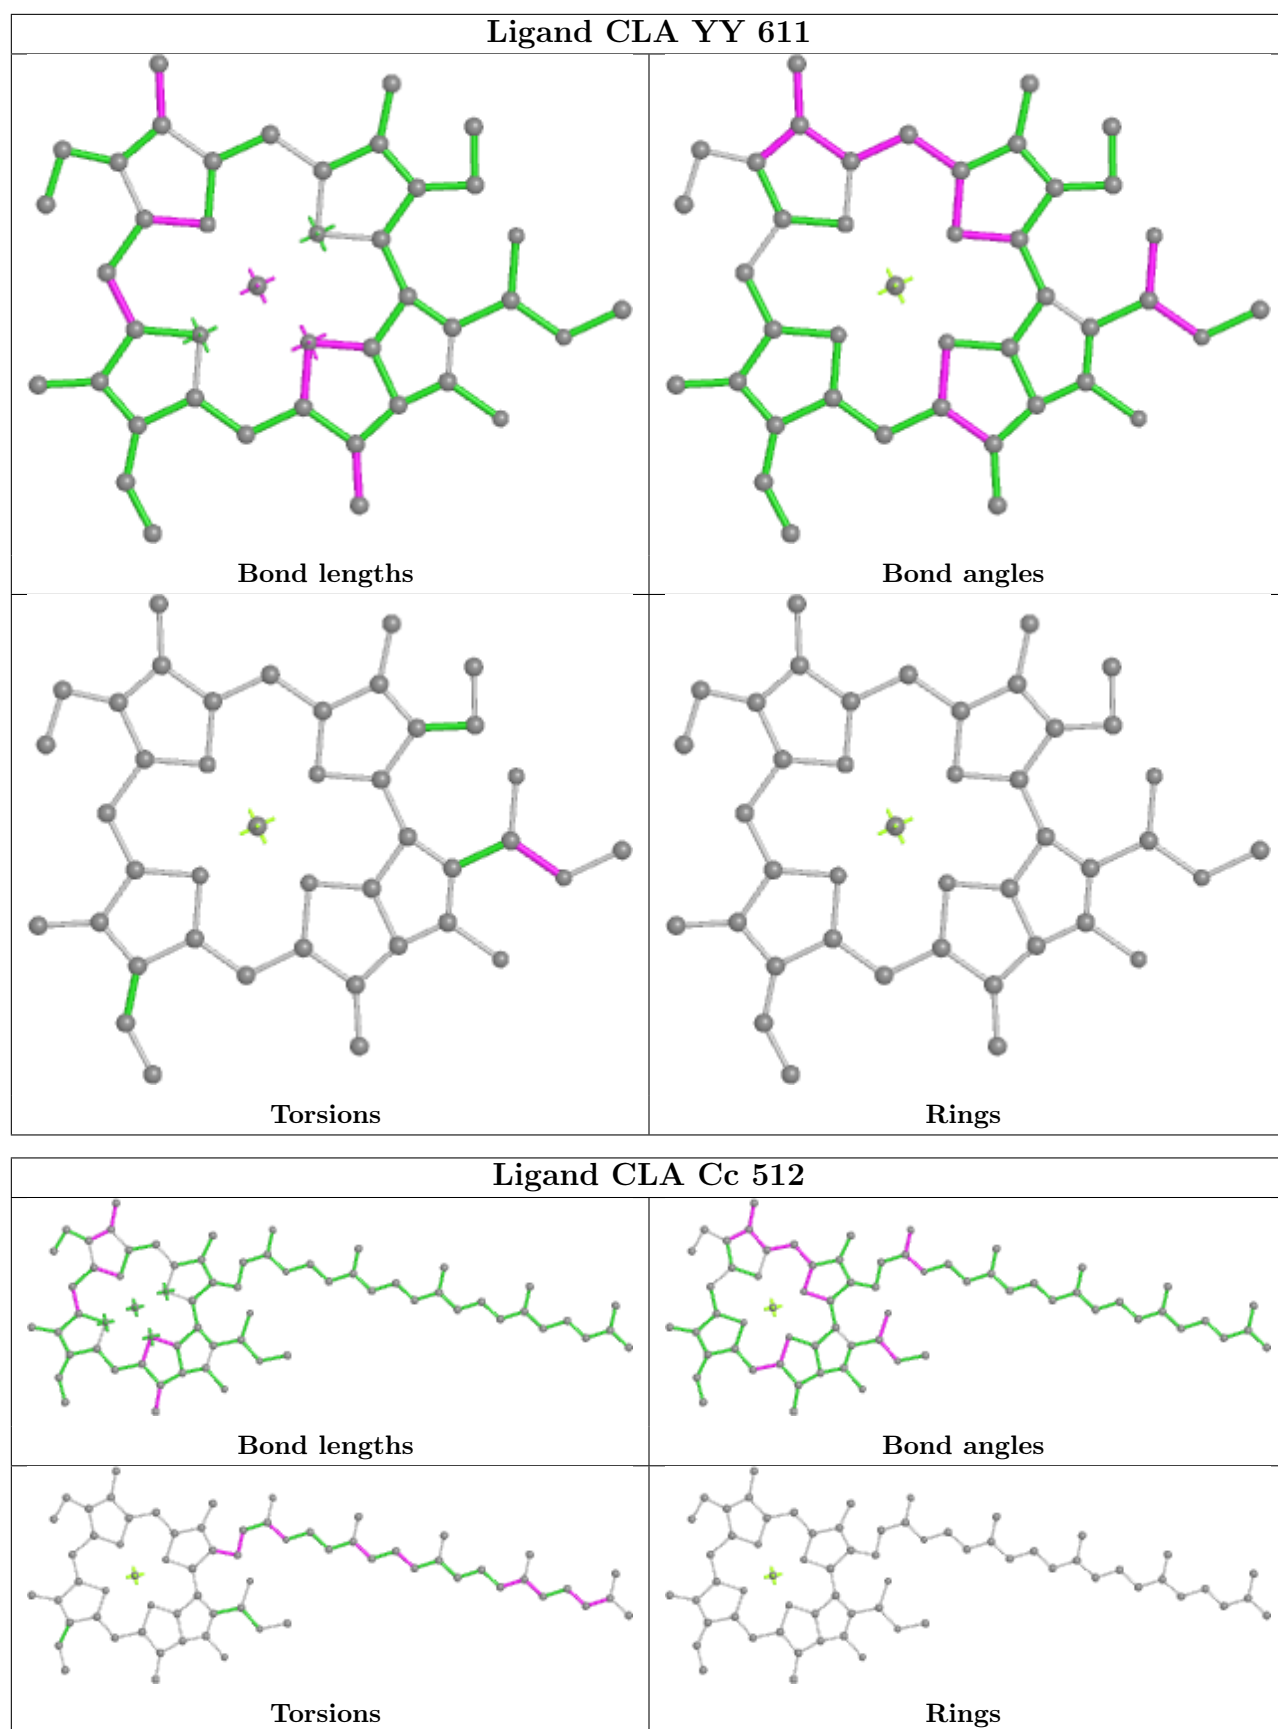 Ligand CLA YY 611
Bond lengths
Bond angles
Torsions
Rings
Ligand CLA Cc 512
Bond lengths
Bond angles
Torsions
Rings